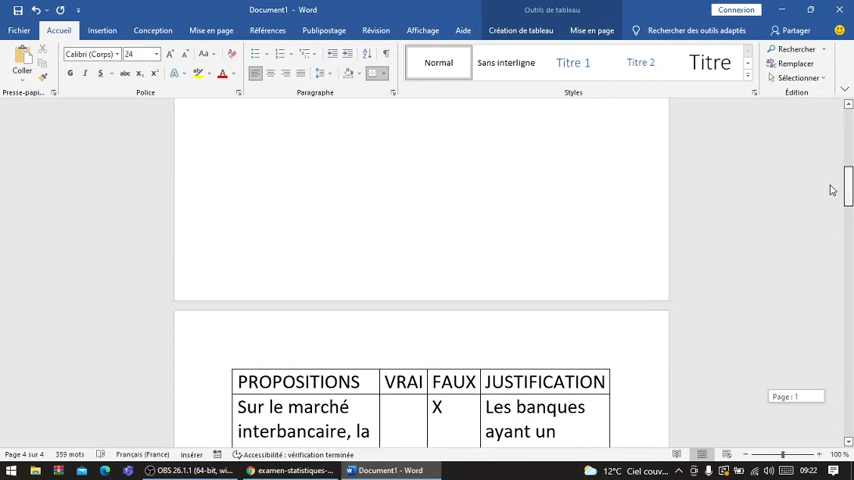 Document1 - Word
Outils de tableau
Connexion
Fichier Accueil Insertion Conception Mise en page Références Publipostage Révision Affichage Aide Création de tableau Mise en page Rechercher des outils adaptés Partager
Coller
Calibri (Corps) 24
Normal
Sans interligne
Titre 1
Titre 2
Titre
Rechercher
Remplacer
Sélectionner
Presse-papi...
Police
Paragraphe
Styles
Édition
PROPOSITIONS VRAI FAUX JUSTIFICATION
Sur le marché X Les banques
interbancaire, la ayant un
Page : 1
Page 4 sur 4 359 mots Français (France) Insérer Accessibilité : vérification terminée 100 %
OBS 26.1.1 (64-bit, wi... examen-statistiques-... Document1 - Word 12°C Ciel couv... 09:22